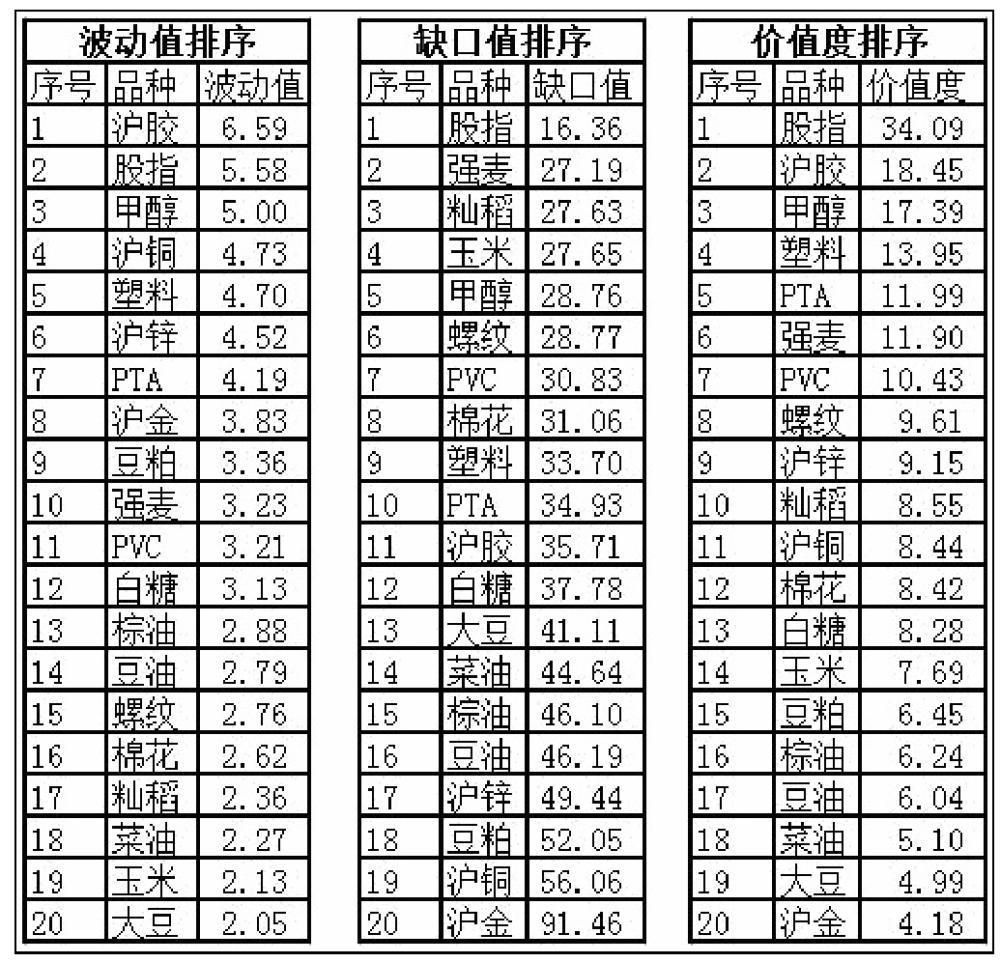 波动值排序 缺口值排序 价值度排序
序号 品种 波动值 序号 品种 缺口值 序号 品种 价值度
1 沪胶 6.59 1 股指 16.36 1 股指 34.09
2 股指 5.58 2 强麦 27.19 2 沪胶 18.45
3 甲醇 5.00 3 籼稻 27.63 3 甲醇 17.39
4 沪铜 4.73 4 玉米 27.65 4 塑料 13.95
5 塑料 4.70 5 甲醇 28.76 5 PTA 11.99
6 沪锌 4.52 6 螺纹 28.77 6 强麦 11.90
7 PTA 4.19 7 PVC 30.83 7 PVC 10.43
8 沪金 3.83 8 棉花 31.06 8 螺纹 9.61
9 豆粕 3.36 9 塑料 33.70 9 沪锌 9.15
10 强麦 3.23 10 PTA 34.93 10 籼稻 8.55
11 PVC 3.21 11 沪胶 35.71 11 沪铜 8.44
12 白糖 3.13 12 白糖 37.78 12 棉花 8.42
13 棕油 2.88 13 大豆 41.11 13 白糖 8.28
14 豆油 2.79 14 菜油 44.64 14 玉米 7.69
15 螺纹 2.76 15 棕油 46.10 15 豆粕 6.45
16 棉花 2.62 16 豆油 46.19 16 棕油 6.24
17 籼稻 2.36 17 沪锌 49.44 17 豆油 6.04
18 菜油 2.27 18 豆粕 52.05 18 菜油 5.10
19 玉米 2.13 19 沪铜 56.06 19 大豆 4.99
20 大豆 2.05 20 沪金 91.46 20 沪金 4.18